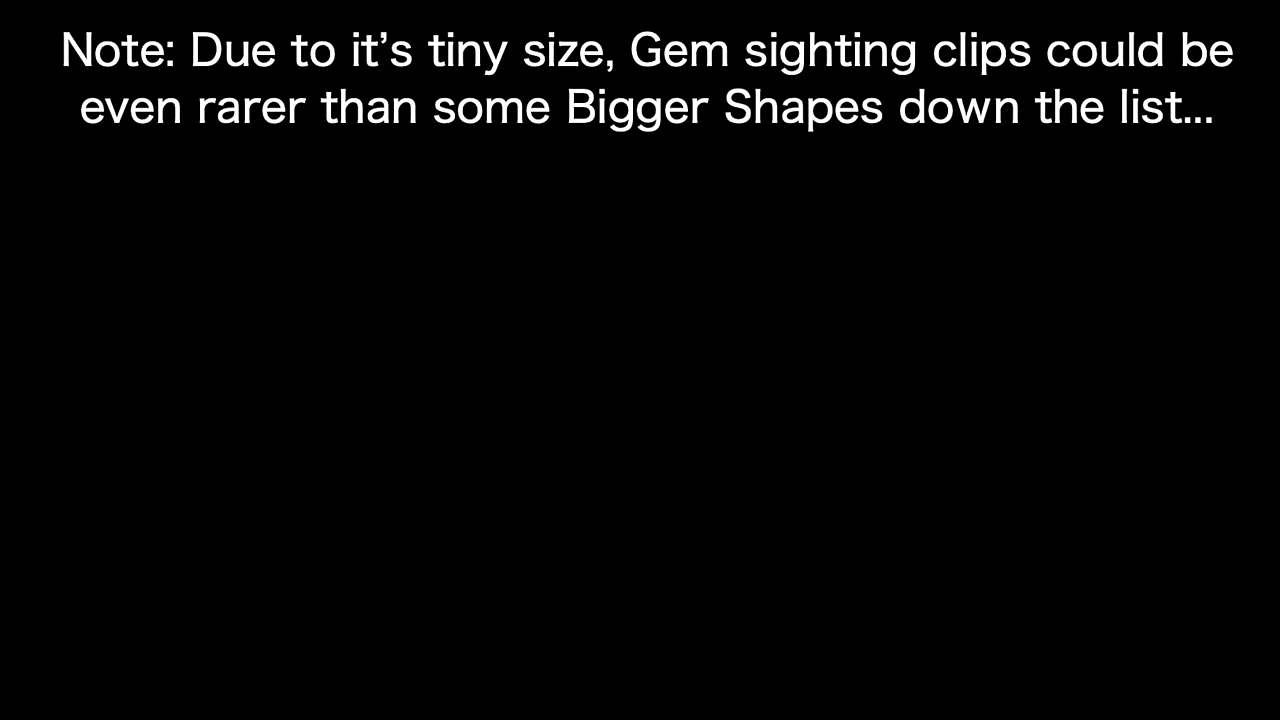 Note: Due to it’s tiny size, Gem sighting clips could be
even rarer than some Bigger Shapes down the list...